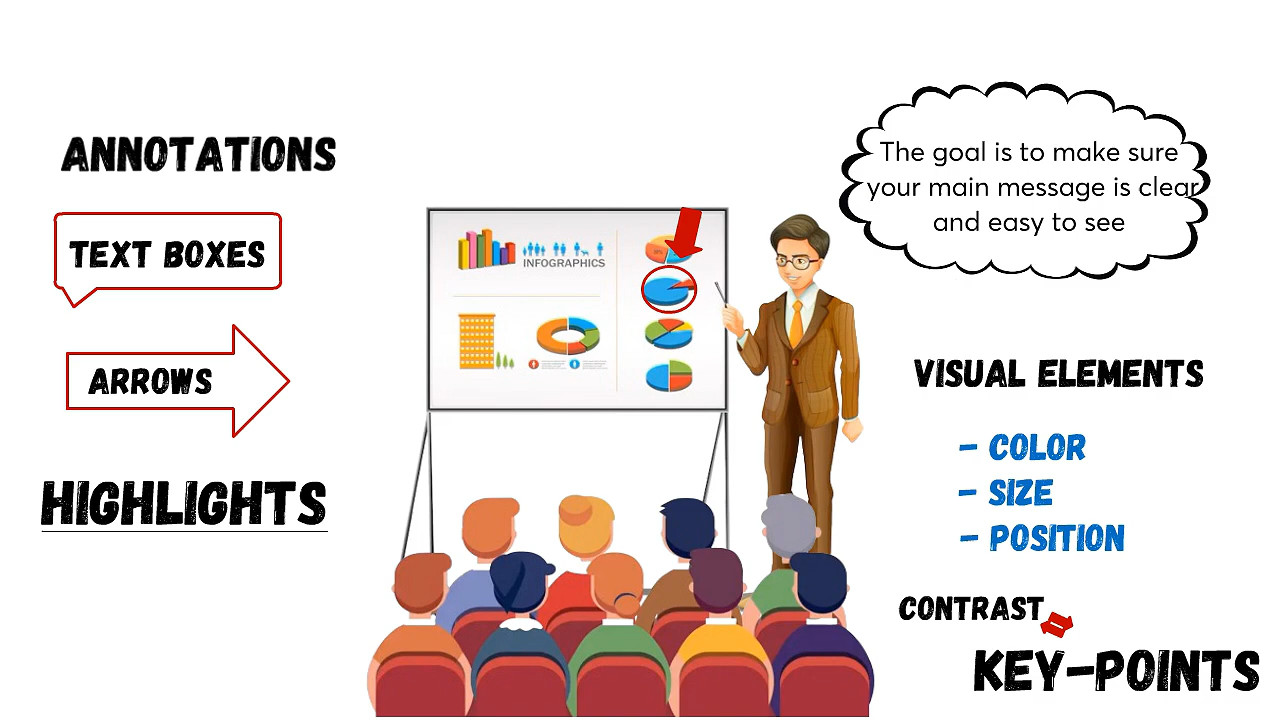 ANNOTATIONS
TEXT BOXES
ARROWS
HIGHLIGHTS
INFOGRAPHICS
The goal is to make sure
your main message is clear
and easy to see
VISUAL ELEMENTS
- COLOR
- SIZE
- POSITION
CONTRAST
KEY-POINTS